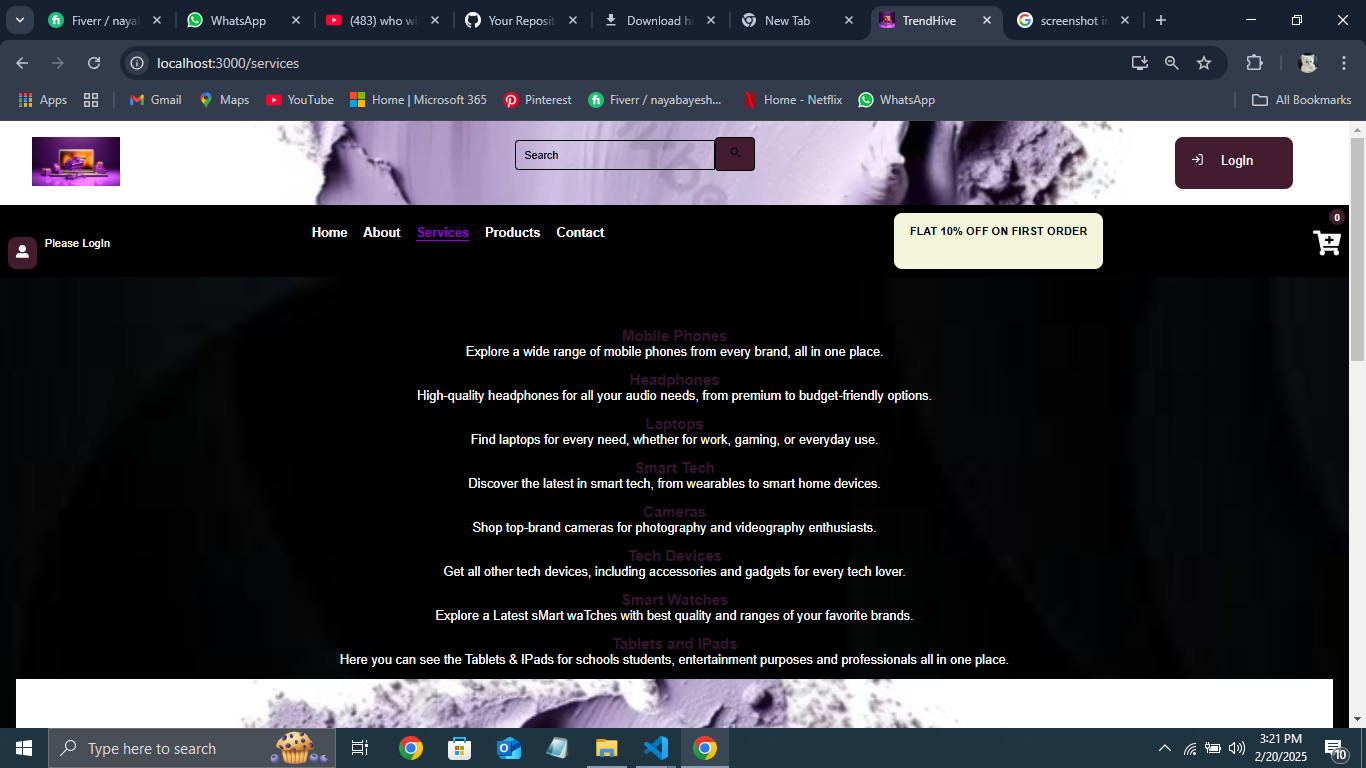 Fiverr / nayal
WhatsApp
(483) who wi
Your Reposit
Download hi
New Tab
TrendHive
screenshot in
localhost:3000/services
Apps
Gmail
Maps
YouTube
Home | Microsoft 365
Pinterest
Fiverr / nayabayesh...
Home - Netflix
WhatsApp
All Bookmarks
Search
LogIn
Please LogIn
Home About Services Products Contact
FLAT 10% OFF ON FIRST ORDER
0
Mobile Phones
Explore a wide range of mobile phones from every brand, all in one place.
Headphones
High-quality headphones for all your audio needs, from premium to budget-friendly options.
Laptops
Find laptops for every need, whether for work, gaming, or everyday use.
Smart Tech
Discover the latest in smart tech, from wearables to smart home devices.
Cameras
Shop top-brand cameras for photography and videography enthusiasts.
Tech Devices
Get all other tech devices, including accessories and gadgets for every tech lover.
Smart Watches
Explore a Latest sMart waTches with best quality and ranges of your favorite brands.
Tablets and IPads
Here you can see the Tablets & IPads for schools students, entertainment purposes and professionals all in one place.
Type here to search
3:21 PM
2/20/2025
10